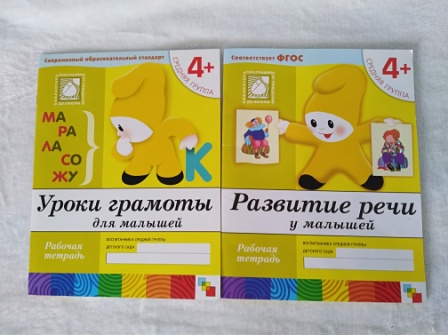 Современный образовательный стандарт
4+
СРЕДНЯЯ ГРУППА
МА
РА
ЛА
СО
ЖУ
К
Уроки грамоты
для малышей
Рабочая
тетрадь
ВОСПИТАННИКА СРЕДНЕЙ ГРУППЫ
ДЕТСКОГО САДА
Соответствует ФГОС
4+
СРЕДНЯЯ ГРУППА
Развитие речи
у малышей
Рабочая
тетрадь
ВОСПИТАННИКА СРЕДНЕЙ ГРУППЫ
ДЕТСКОГО САДА